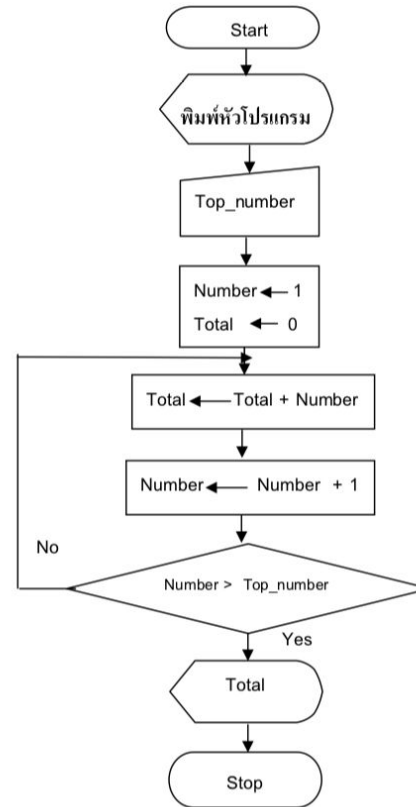 Start
พิมพ์หัวโปรแกรม
Top_number
Number ← 1
Total ← 0
Total ← Total + Number
Number ← Number + 1
No
Number > Top_number
Yes
Total
Stop